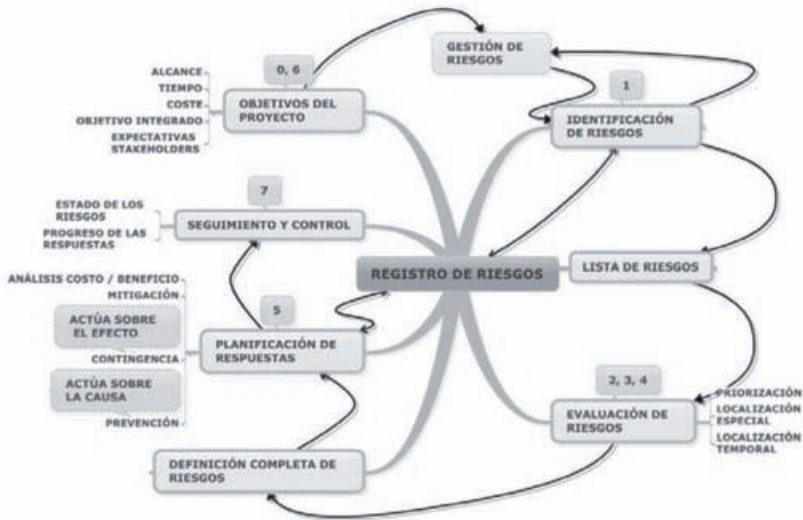 GESTIÓN DE
RIESGOS
0, 6
OBJETIVOS DEL
PROYECTO
ALCANCE
TIEMPO
COSTE
OBJETIVO INTEGRADO
EXPECTATIVAS
STAKEHOLDERS
1
IDENTIFICACIÓN
DE RIESGOS
7
SEGUIMIENTO Y CONTROL
ESTADO DE LOS
RIESGOS
PROGRESO DE LAS
RESPUESTAS
REGISTRO DE RIESGOS
LISTA DE RIESGOS
5
PLANIFICACIÓN DE
RESPUESTAS
ANÁLISIS COSTO / BENEFICIO
MITIGACIÓN
ACTÚA SOBRE
EL EFECTO
CONTINGENCIA
ACTÚA SOBRE
LA CAUSA
PREVENCIÓN
2, 3, 4
EVALUACIÓN DE
RIESGOS
PRIORIZACIÓN
LOCALIZACIÓN
ESPECIAL
LOCALIZACIÓN
TEMPORAL
DEFINICIÓN COMPLETA DE
RIESGOS